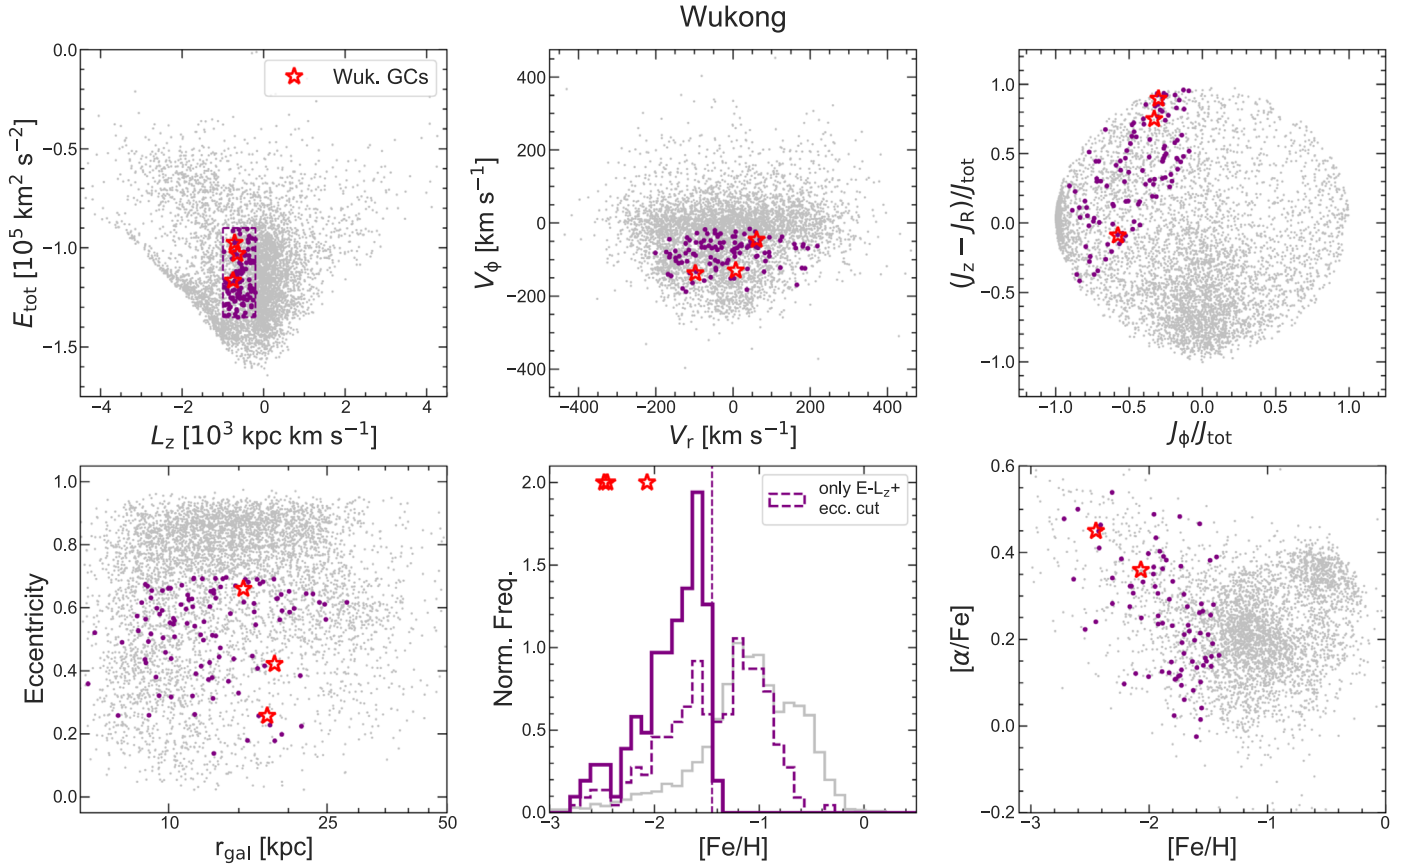 Wukong
Wuk. GCs
E_tot [10^5 km^2 s^−2]
0.0
−0.5
−1.0
−1.5
−4 −2 0 2 4
L_z [10^3 kpc km s^−1]
V_ϕ [km s^−1]
400
200
0
−200
−400
−400 −200 0 200 400
V_r [km s^−1]
(J_z − J_R)/J_tot
1.0
0.5
0.0
−0.5
−1.0
−1.0 −0.5 0.0 0.5 1.0
J_ϕ/J_tot
Eccentricity
1.0
0.8
0.6
0.4
0.2
0.0
10 25 50
r_gal [kpc]
only E-L_z+
ecc. cut
Norm. Freq.
2.0
1.5
1.0
0.5
0.0
−3 −2 −1 0
[Fe/H]
[α/Fe]
0.6
0.4
0.2
0.0
−0.2
−3 −2 −1 0
[Fe/H]